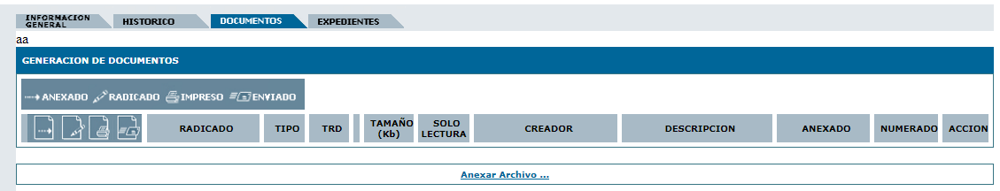 INFORMACION
GENERAL
HISTORICO
DOCUMENTOS
EXPEDIENTES
aa
GENERACION DE DOCUMENTOS
ANEXADO RADICADO IMPRESO ENVIADO
RADICADO
TIPO
TRD
TAMAÑO
(Kb)
SOLO
LECTURA
CREADOR
DESCRIPCION
ANEXADO
NUMERADO
ACCION
Anexar Archivo ...